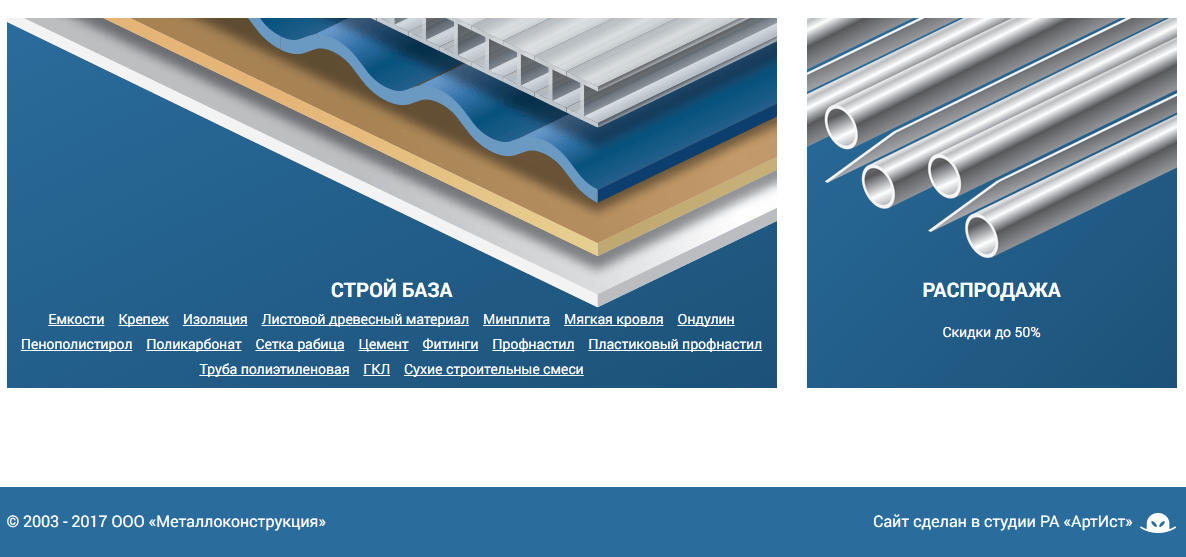 СТРОЙ БАЗА
Емкости Крепеж Изоляция Листовой древесный материал Минплита Мягкая кровля Ондулин
Пенополистирол Поликарбонат Сетка рабица Цемент Фитинги Профнастил Пластиковый профнастил
Труба полиэтиленовая ГКЛ Сухие строительные смеси
РАСПРОДАЖА
Скидки до 50%
© 2003 - 2017 ООО «Металлоконструкция»
Сайт сделан в студии РА «АртИст»